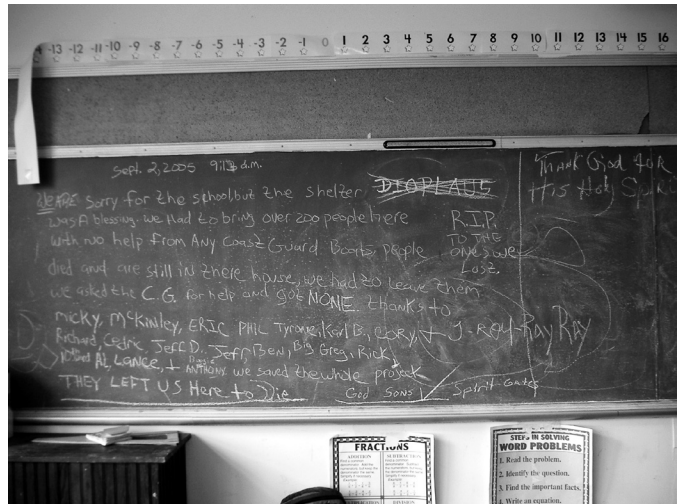 -13 -12 -11 -10 -9 -8 -7 -6 -5 -4 -3 -2 -1 0 1 2 3 4 5 6 7 8 9 10 11 12 13 14 15 16
Sept. 2, 2005 9:13 a.m.
We ARE Sorry for the school, but the shelter
was A blessing. we Had to bring over 200 people here
with no help from Any Coast Guard Boats. people
died and are still in there house, we had to leave them.
we asked the C.G. for help and got NONE. thanks to
micky, McKinley, ERIC PHIL Tyrone, Karl B, CORY, + J-Rey-RAY RAY
Richard, Cedric, Jeff D. Jeff, Ben, Big Greg, Rick,
Al, Lance, + ANTHONY we saved the whole project
THEY LEFT US Here to Die
God Sons / Spirit-Gates
R.I.P.
TO THE
ONES we
LOST.
THANK God for
His Holy Spirit
FRACTIONS
ADDITION SUBTRACTION
STEPS IN SOLVING
WORD PROBLEMS
1. Read the problem.
2. Identify the question.
3. Find the important facts.
4. Write an equation.